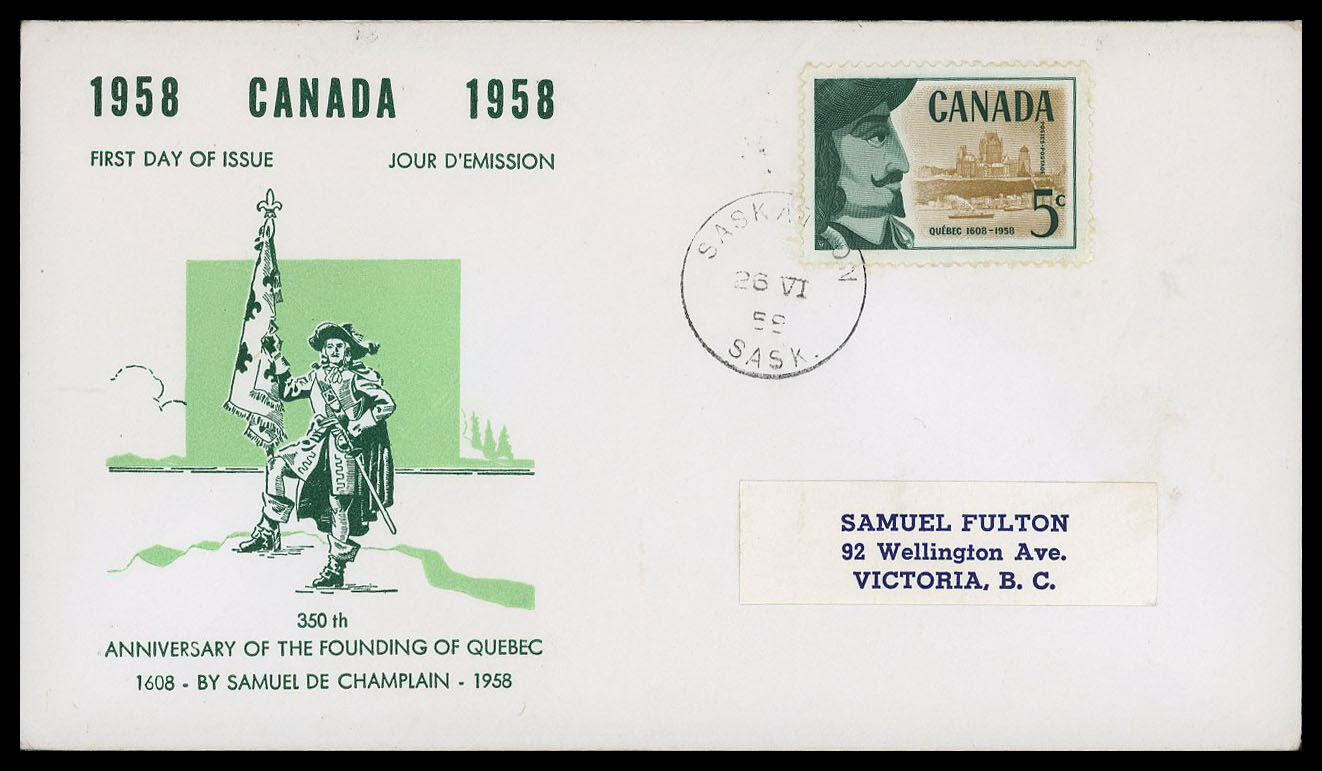 1958 CANADA 1958
FIRST DAY OF ISSUE JOUR D'EMISSION
350 th
ANNIVERSARY OF THE FOUNDING OF QUEBEC
1608 - BY SAMUEL DE CHAMPLAIN - 1958
CANADA
POSTES-POSTAGE
5c
QUÉBEC 1608-1958
SASKATOON
26 VI
SASK.
SAMUEL FULTON
92 Wellington Ave.
VICTORIA, B. C.